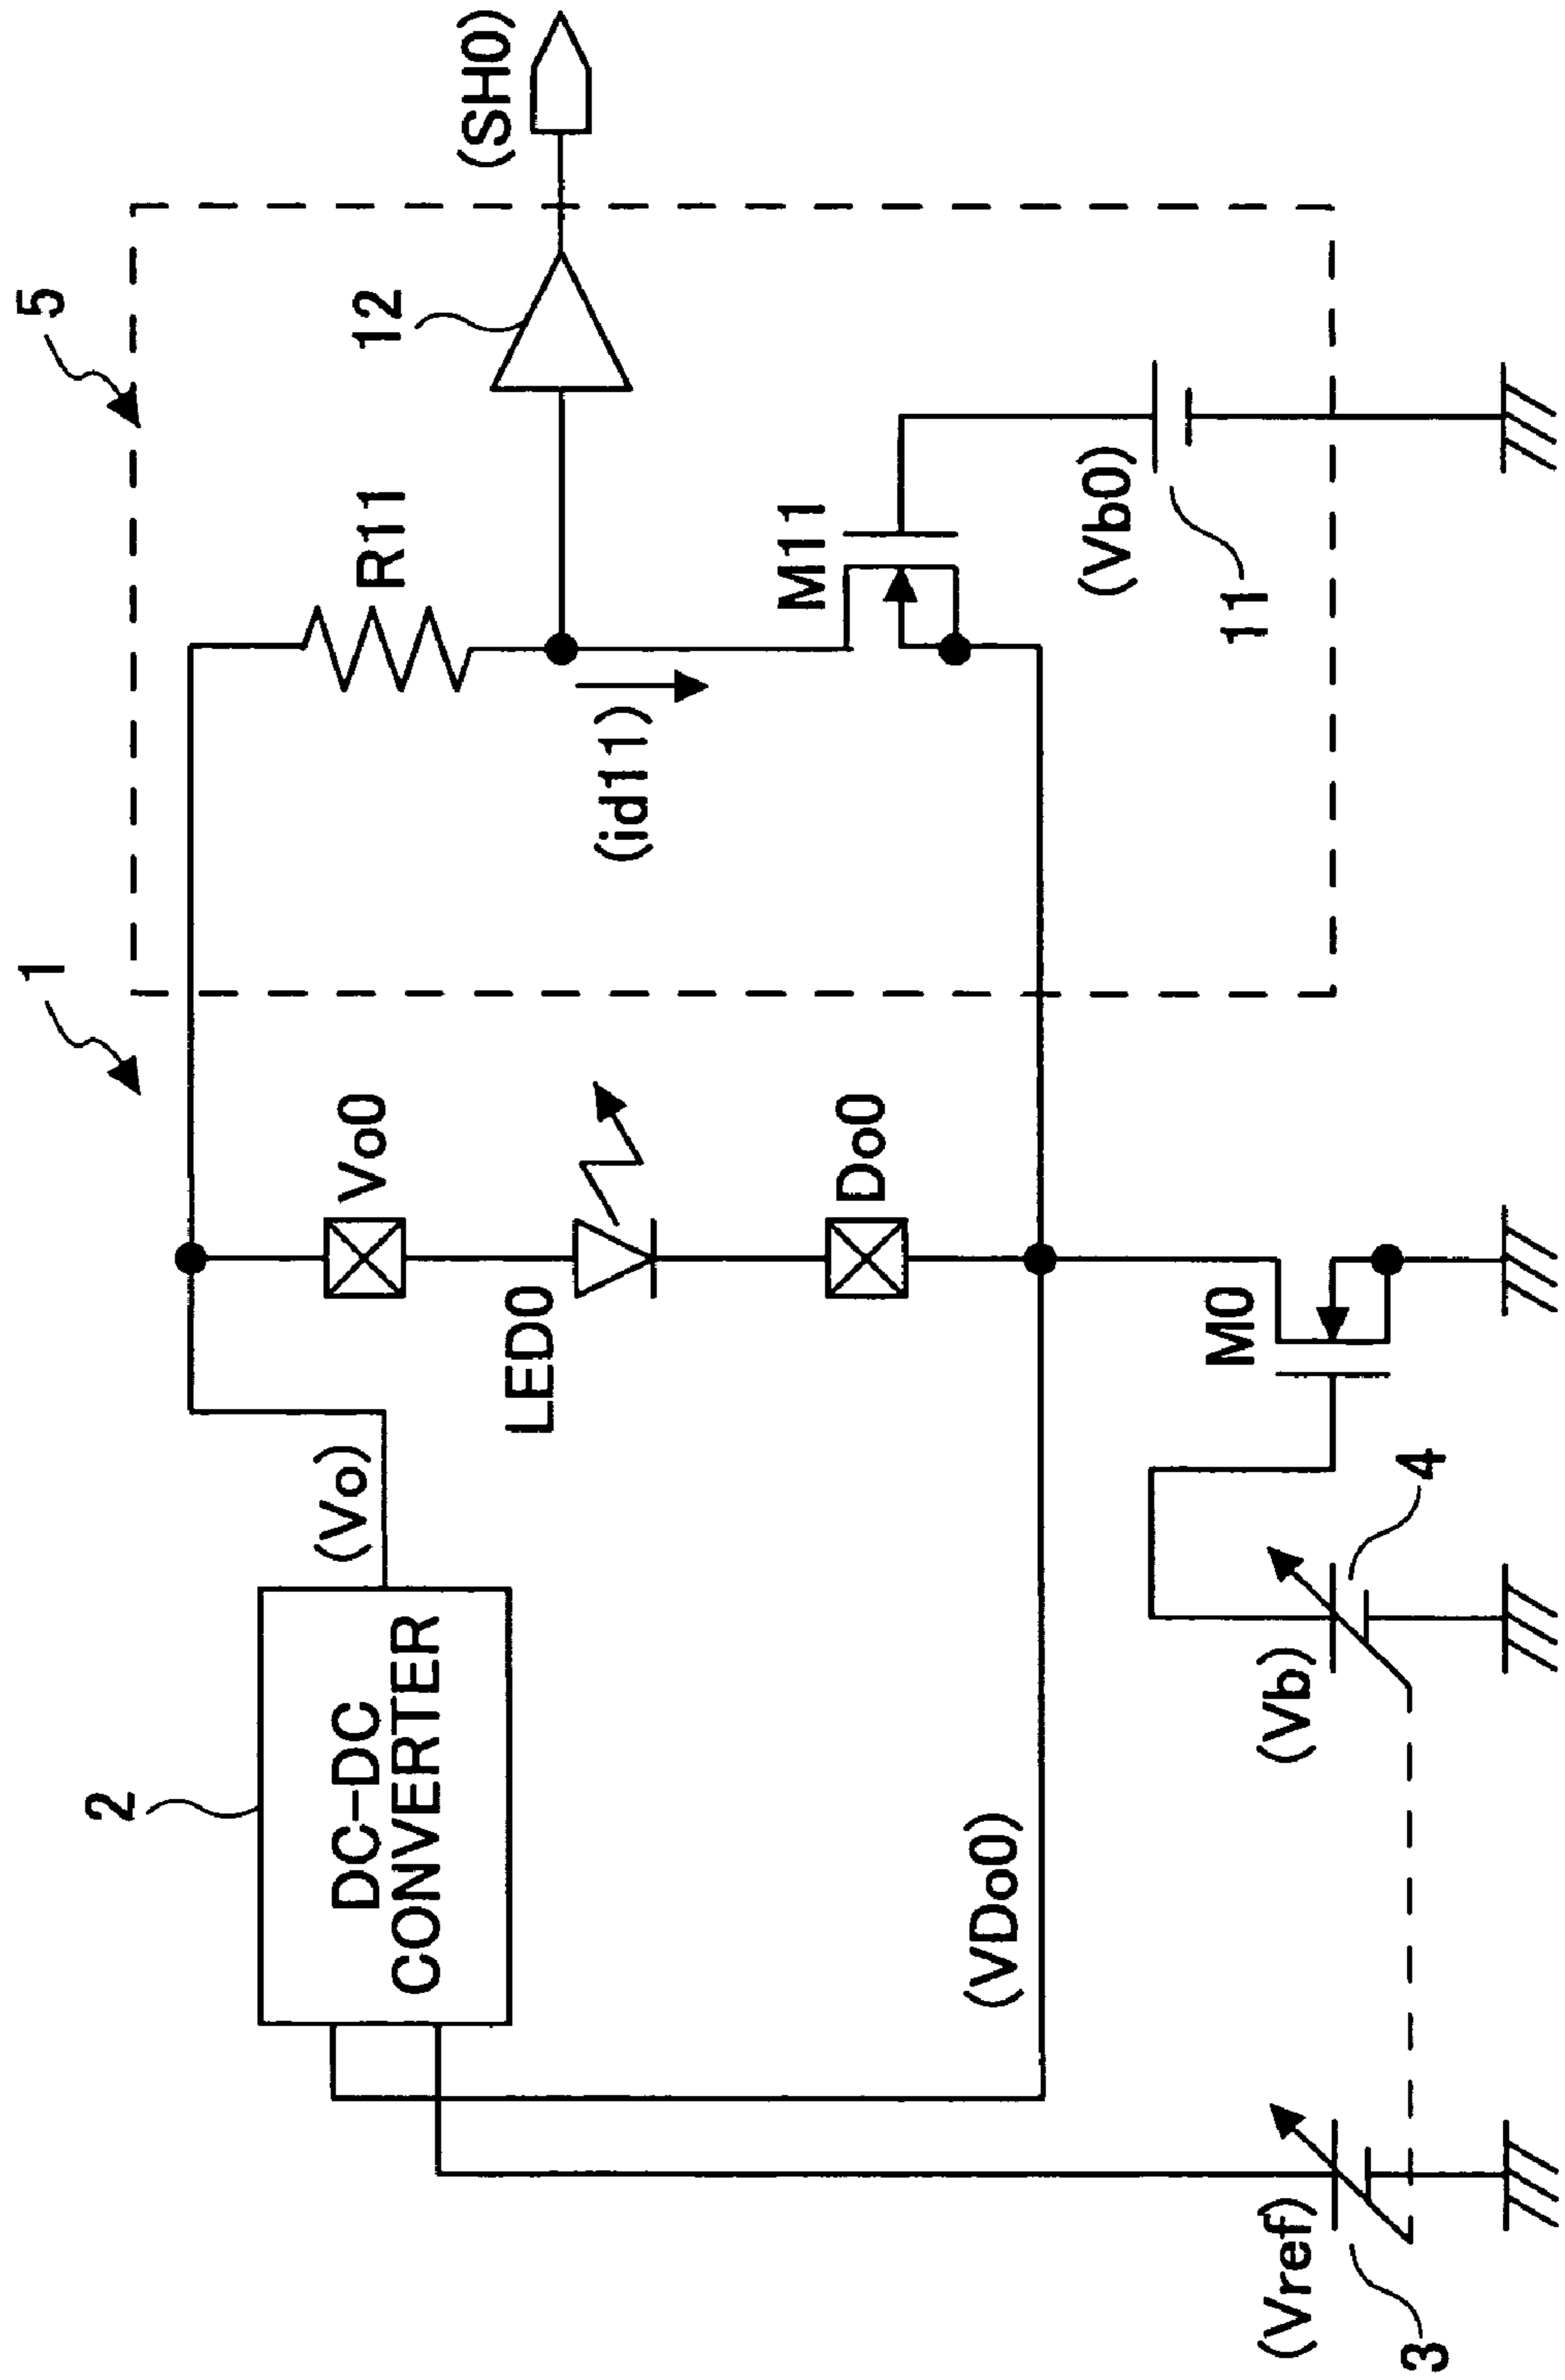 1
5
2
DC-DC
CONVERTER
(Vo)
Vo0
LED0
Do0
R11
12
(SH0)
(id11)
M11
(VDo0)
(Vb0)
11
M0
(Vref)
3
(Vb)
4